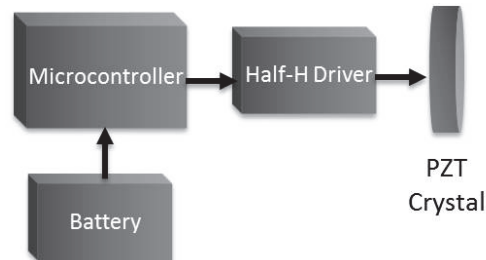 Microcontroller
Half-H Driver
PZT
Crystal
Battery